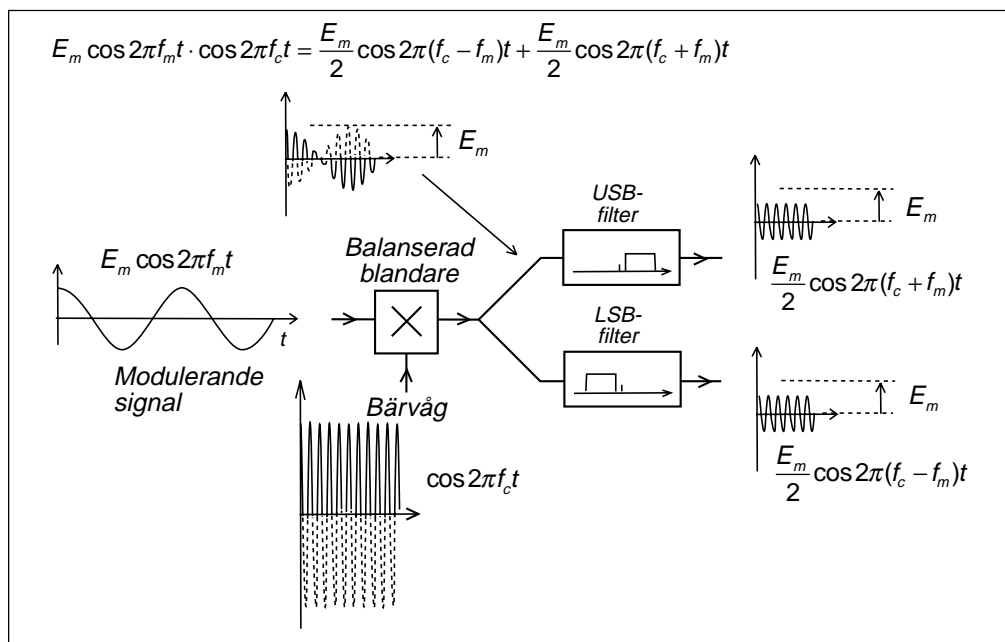 E_m cos 2πf_m t · cos 2πf_c t = E_m/2 cos 2π(f_c − f_m)t + E_m/2 cos 2π(f_c + f_m)t
E_m
USB-
filter
E_m
E_m/2 cos 2π(f_c + f_m)t
E_m cos 2πf_m t
Balanserad
blandare
t
LSB-
filter
Modulerande
signal
Bärvåg
E_m
E_m/2 cos 2π(f_c − f_m)t
cos 2πf_c t